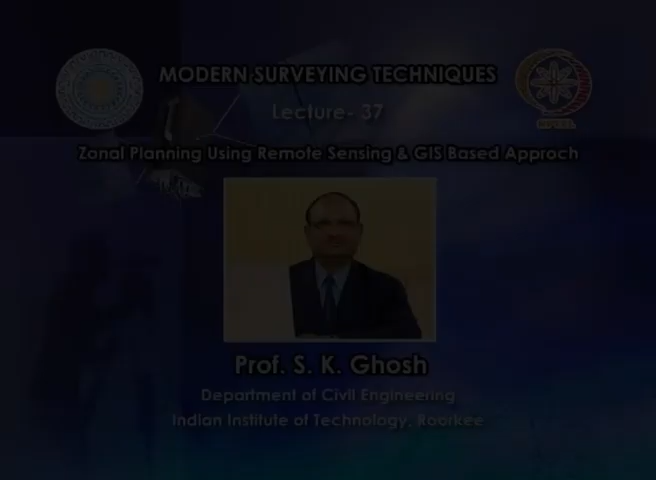 MODERN SURVEYING TECHNIQUES
Lecture- 37
Zonal Planning Using Remote Sensing & GIS Based Approch
Prof. S. K. Ghosh
Department of Civil Engineering
Indian Institute of Technology, Roorkee